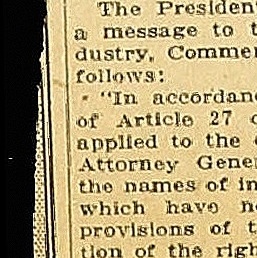 The President
a message to t
dustry, Commer
follows:
"In accordanc
of Article 27 o
applied to the
Attorney Gener
the names of in
which have n
provisions of t
tion of the righ